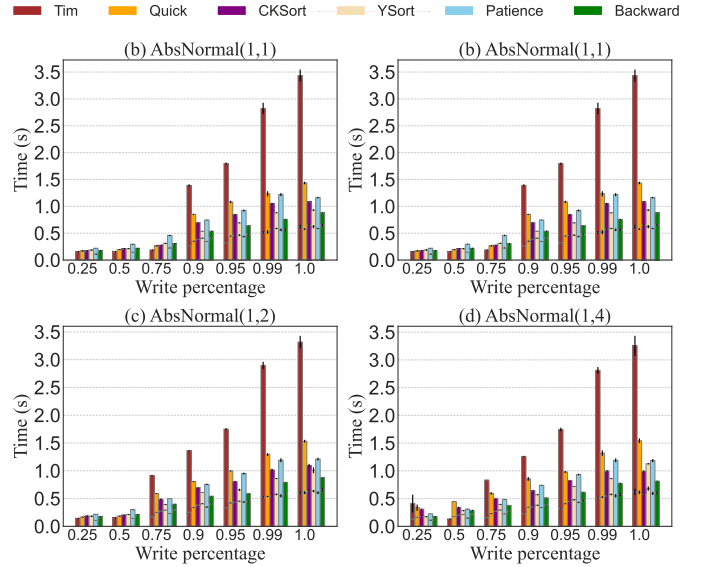 Tim Quick CKSort YSort Patience Backward
(b) AbsNormal(1,1) (b) AbsNormal(1,1)
3.5 3.5
3.0 3.0
2.5 2.5
2.0 2.0
1.5 1.5
1.0 1.0
0.5 0.5
0.0 0.0
Time (s) Time (s)
0.25 0.5 0.75 0.9 0.95 0.99 1.0 0.25 0.5 0.75 0.9 0.95 0.99 1.0
Write percentage Write percentage
(c) AbsNormal(1,2) (d) AbsNormal(1,4)
3.5 3.5
3.0 3.0
2.5 2.5
2.0 2.0
1.5 1.5
1.0 1.0
0.5 0.5
0.0 0.0
Time (s) Time (s)
0.25 0.5 0.75 0.9 0.95 0.99 1.0 0.25 0.5 0.75 0.9 0.95 0.99 1.0
Write percentage Write percentage